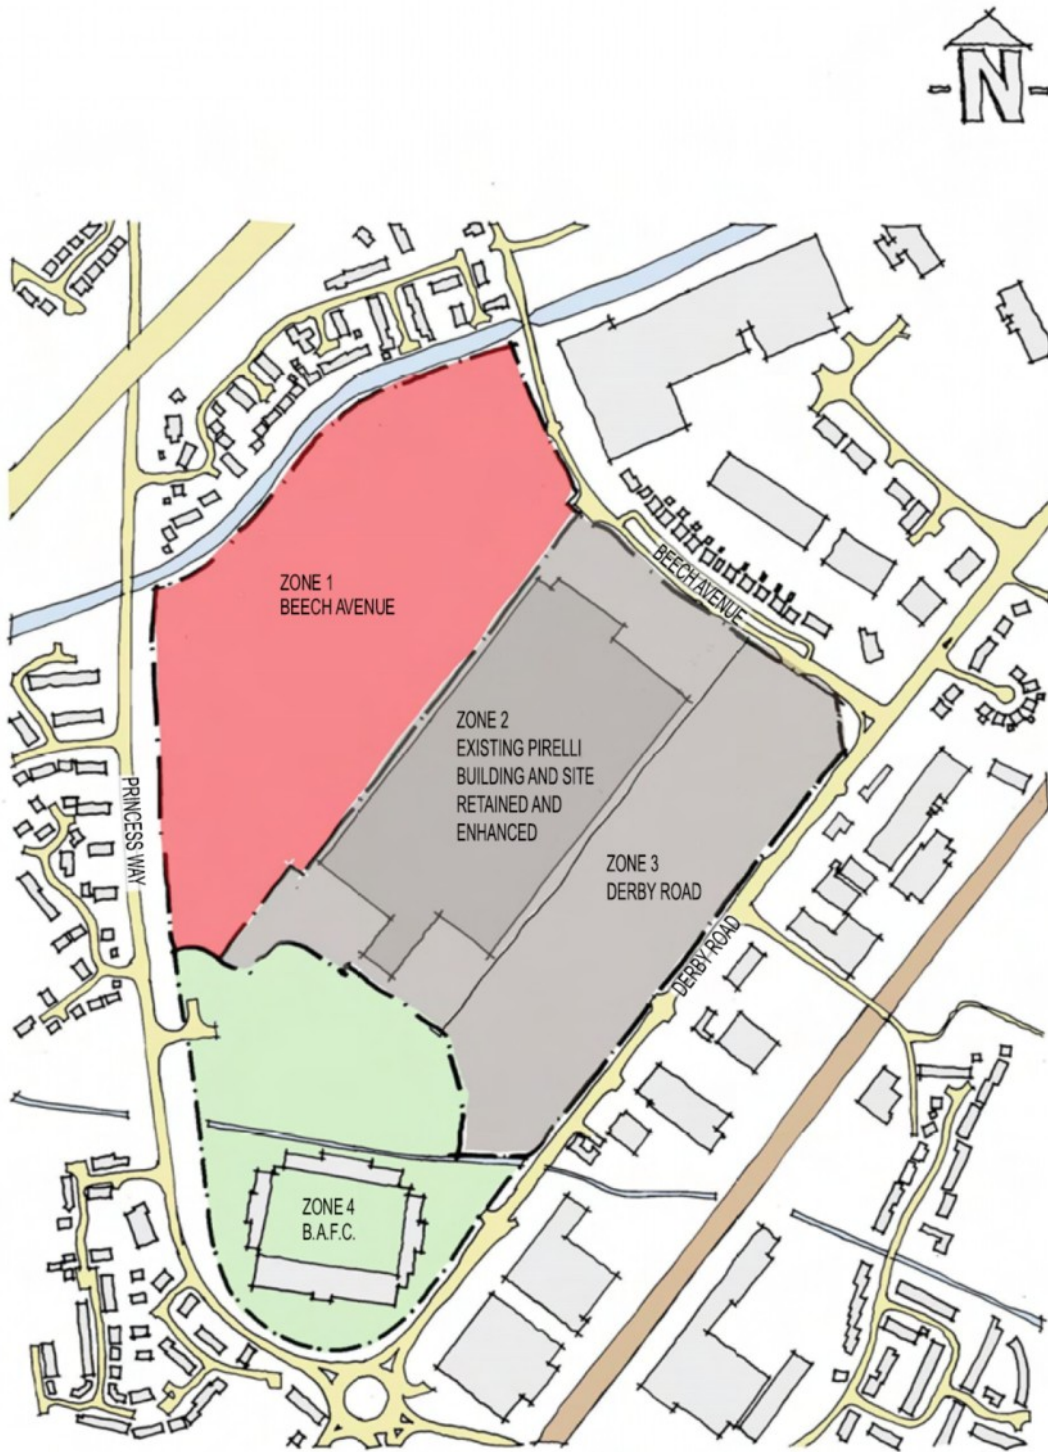 N
ZONE 1
BEECH AVENUE
BEECH AVENUE
ZONE 2
EXISTING PIRELLI
BUILDING AND SITE
RETAINED AND
ENHANCED
PRINCESS WAY
ZONE 3
DERBY ROAD
DERBY ROAD
ZONE 4
B.A.F.C.